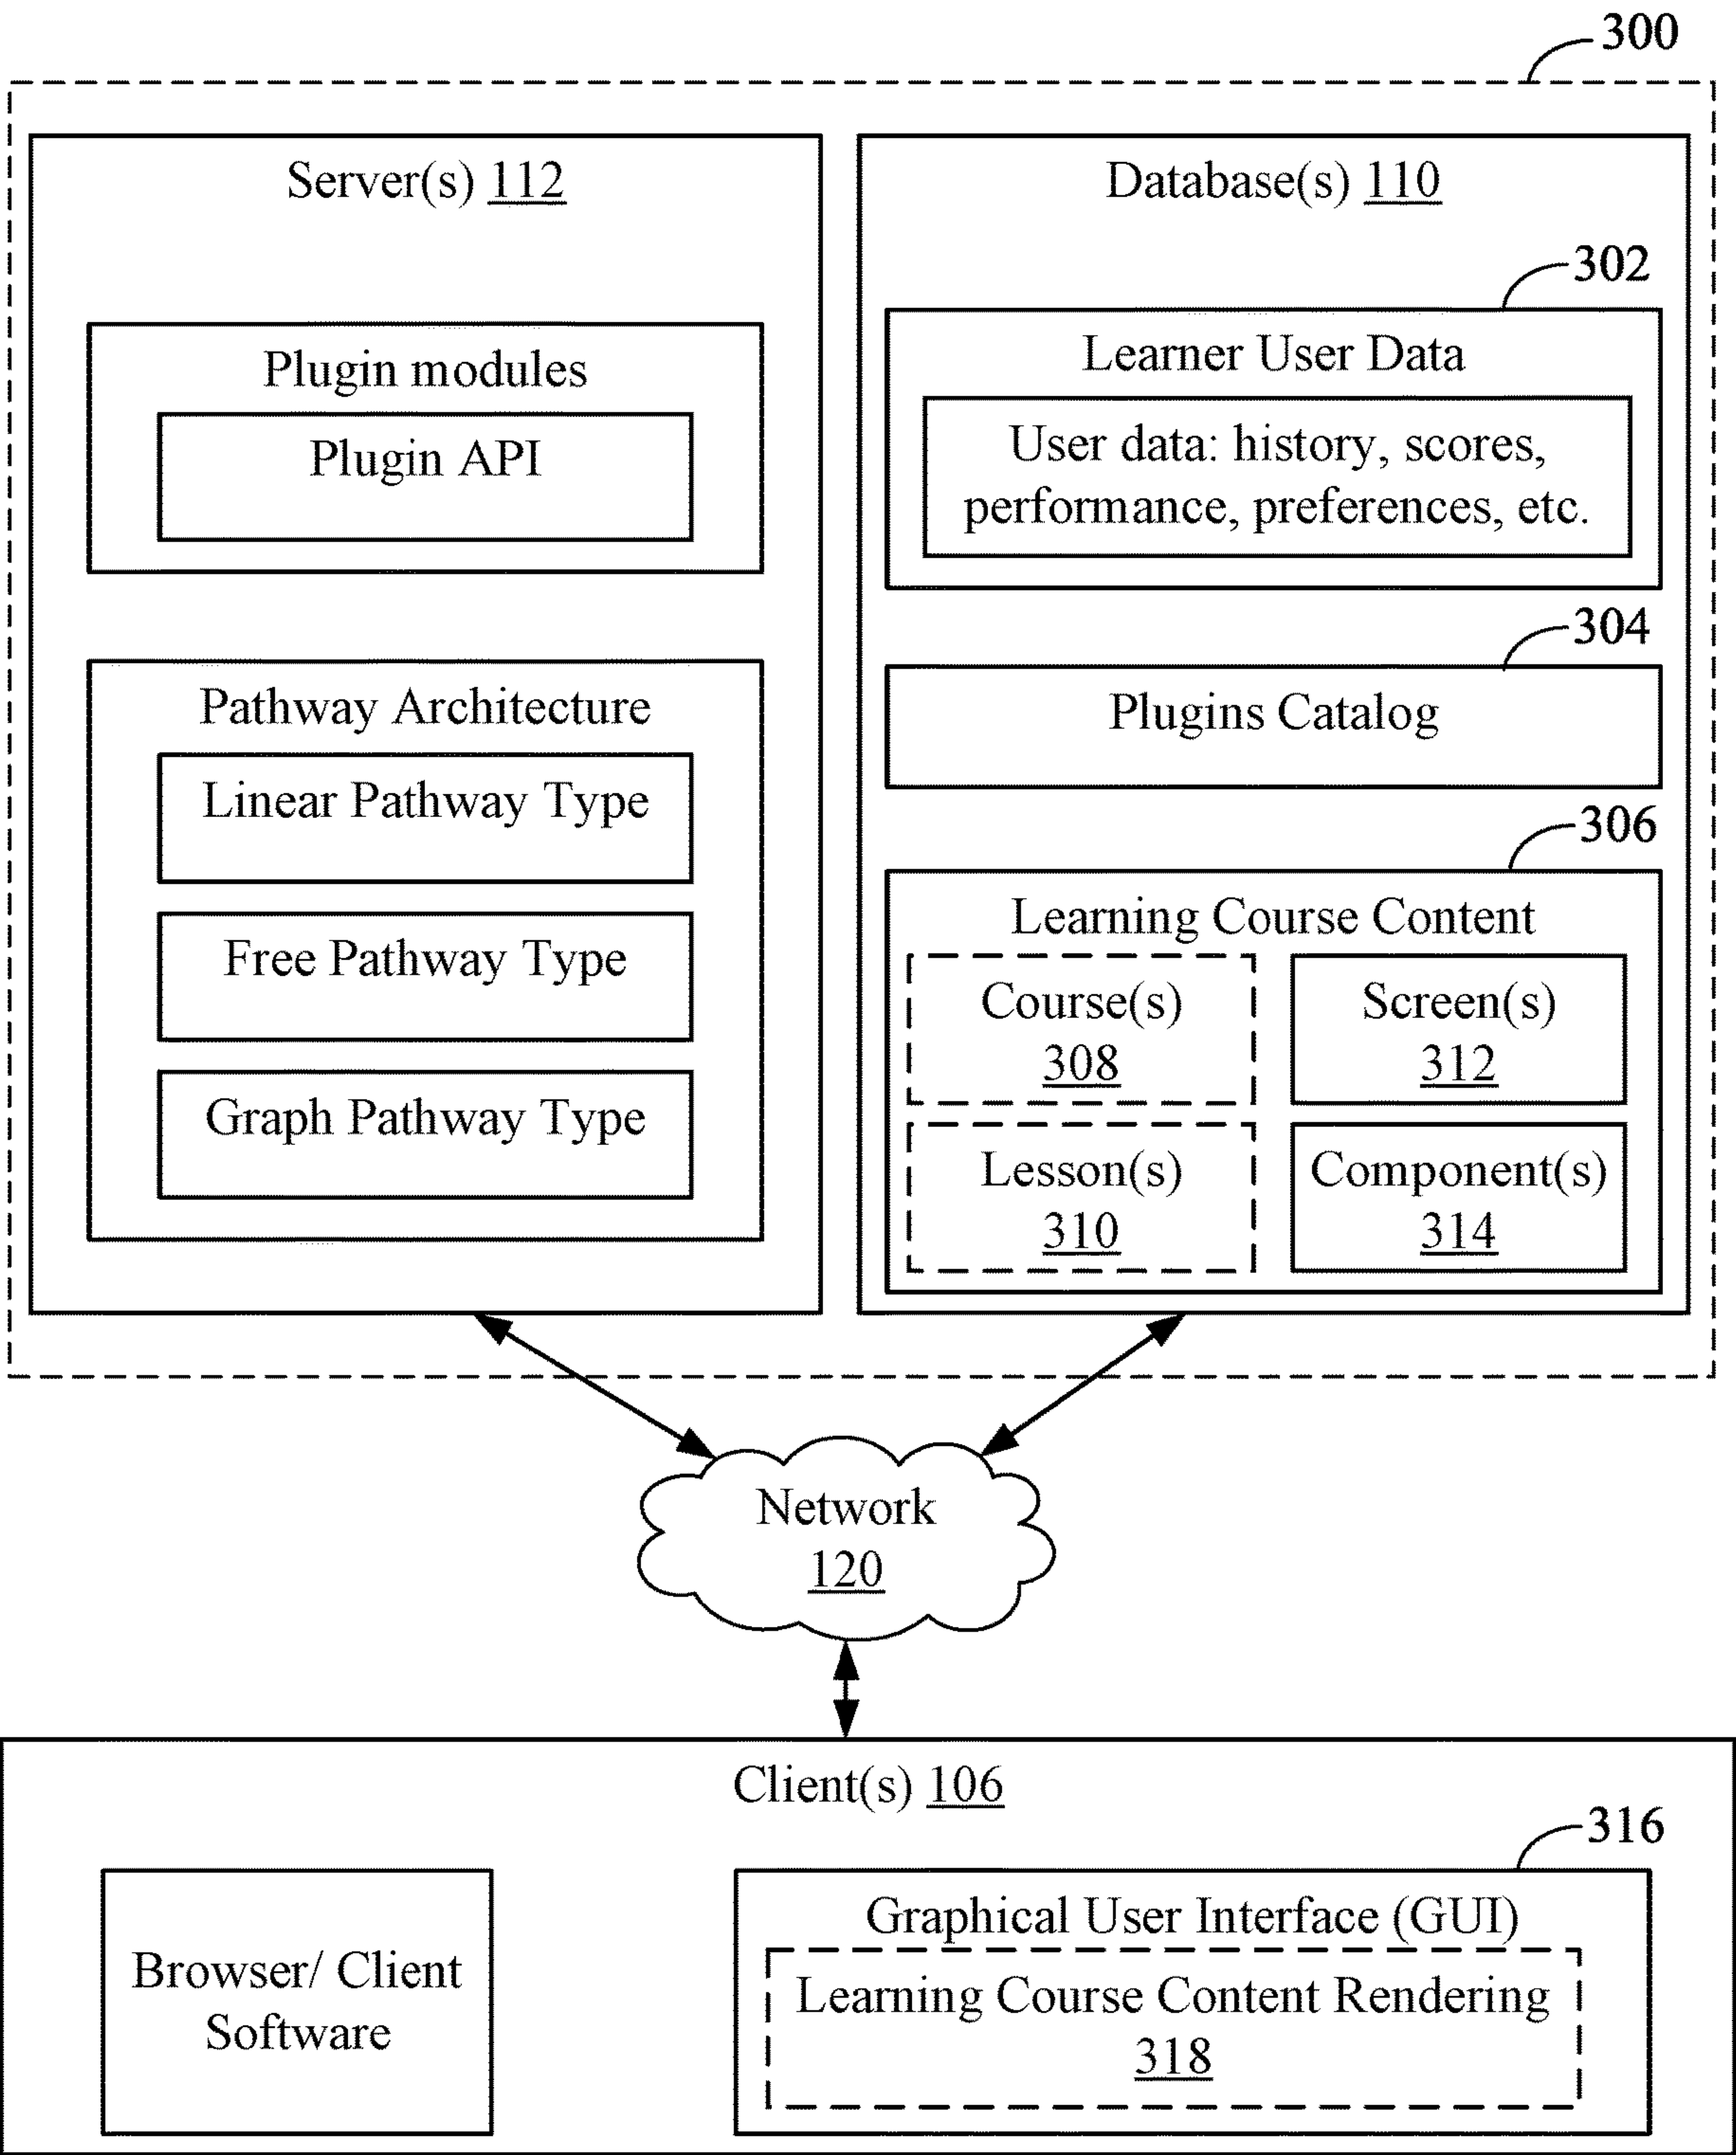 300
Server(s) 112
Plugin modules
Plugin API
Pathway Architecture
Linear Pathway Type
Free Pathway Type
Graph Pathway Type
Database(s) 110
302
Learner User Data
User data: history, scores,
performance, preferences, etc.
304
Plugins Catalog
306
Learning Course Content
Course(s)
308
Screen(s)
312
Lesson(s)
310
Component(s)
314
Network
120
Client(s) 106
Browser/ Client
Software
316
Graphical User Interface (GUI)
Learning Course Content Rendering
318